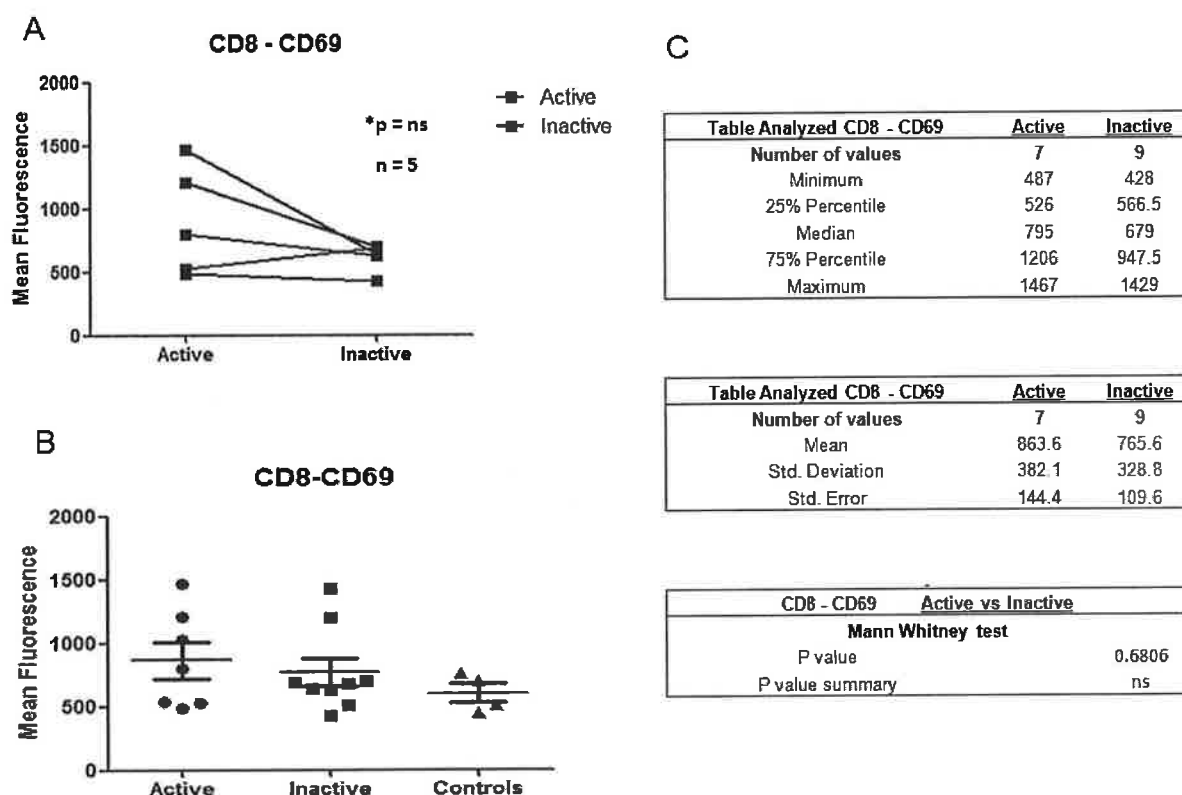 A
CD8 - CD69
Mean Fluorescence
2000
1500
1000
500
0
Active
Inactive
*p = ns
n = 5
Active
Inactive
B
CD8-CD69
Mean Fluorescence
2000
1500
1000
500
0
Active
Inactive
Controls
C
Table Analyzed CD8 - CD69 Active Inactive
Number of values 7 9
Minimum 487 428
25% Percentile 526 566.5
Median 795 679
75% Percentile 1206 947.5
Maximum 1467 1429
Table Analyzed CD8 - CD69 Active Inactive
Number of values 7 9
Mean 863.6 765.6
Std. Deviation 382.1 328.8
Std. Error 144.4 109.6
CD8 - CD69 Active vs Inactive
Mann Whitney test
P value 0.6806
P value summary ns